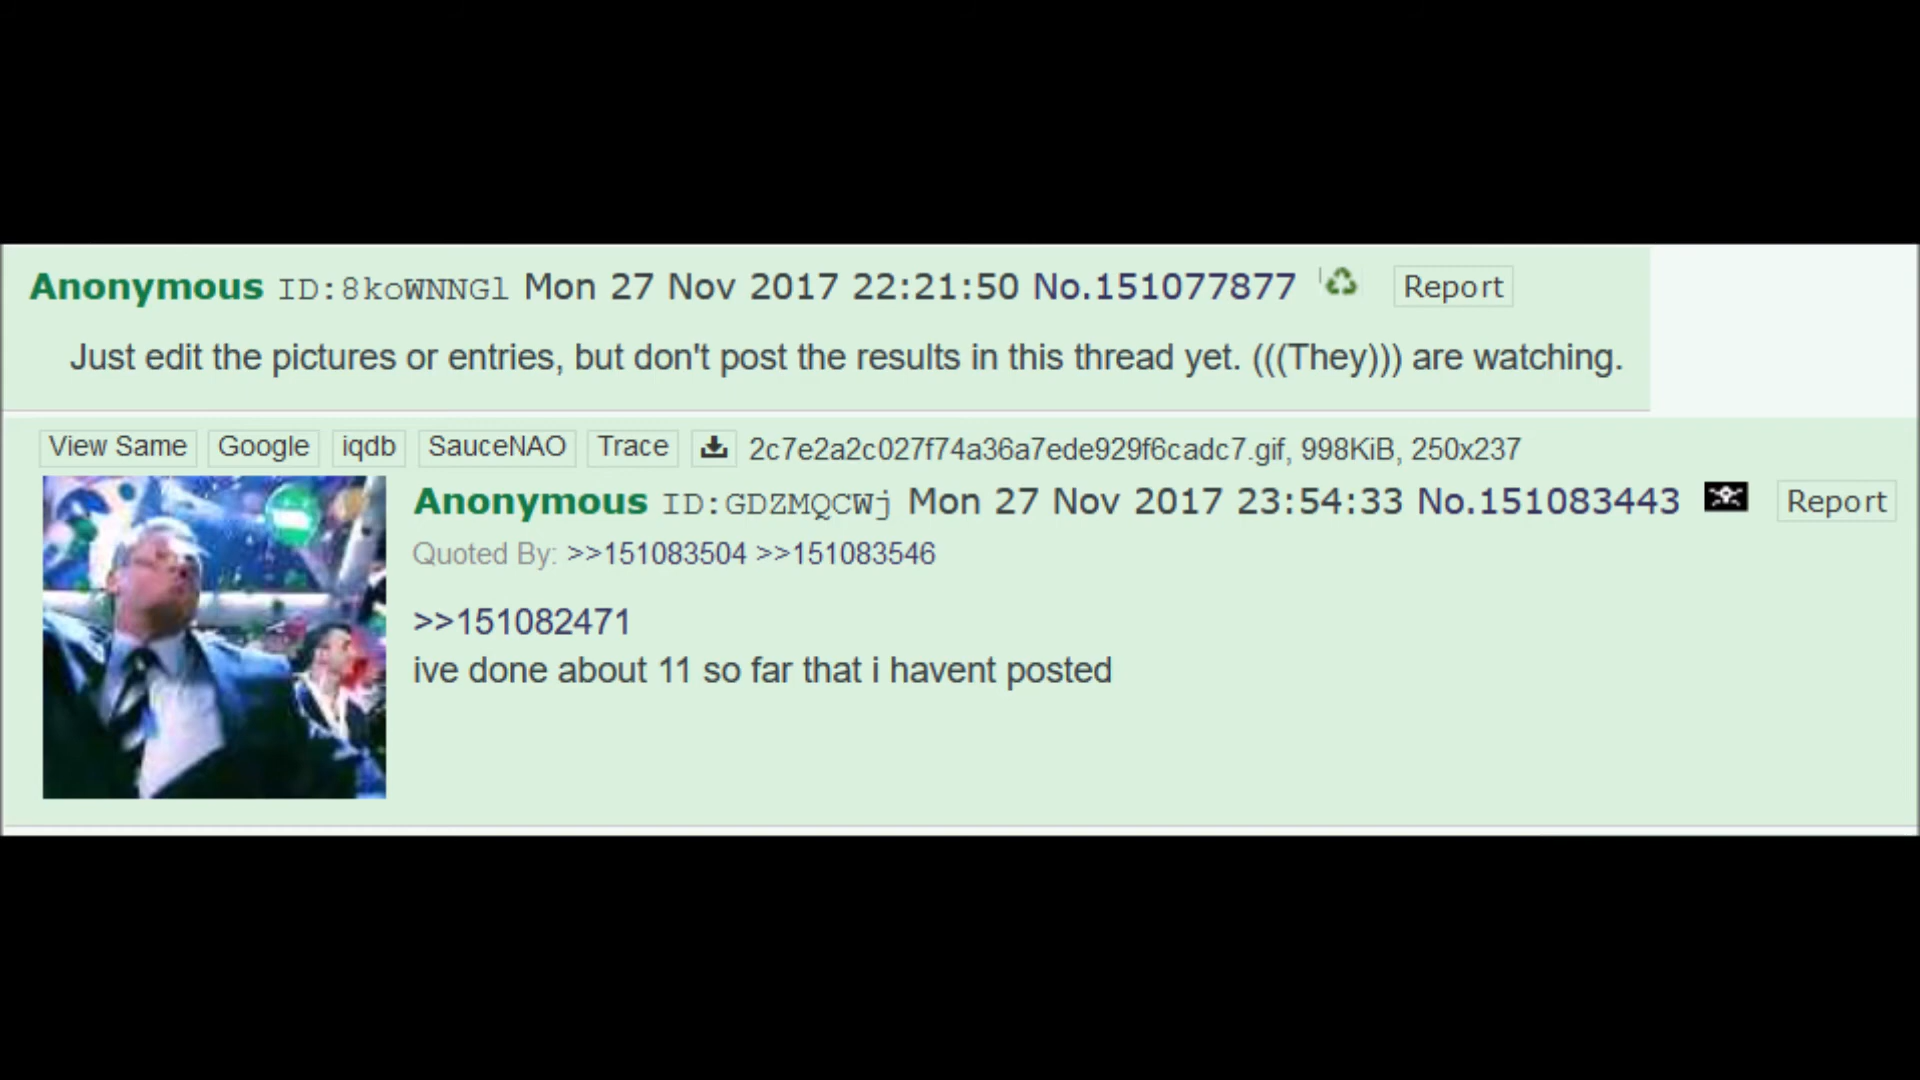 Anonymous ID:8koWNNGl Mon 27 Nov 2017 22:21:50 No.151077877 Report
Just edit the pictures or entries, but don't post the results in this thread yet. (((They))) are watching.
View Same Google iqdb SauceNAO Trace 2c7e2a2c027f74a36a7ede929f6cadc7.gif, 998KiB, 250x237
Anonymous ID:GDZMQCWj Mon 27 Nov 2017 23:54:33 No.151083443 Report
Quoted By: >>151083504 >>151083546
>>151082471
ive done about 11 so far that i havent posted